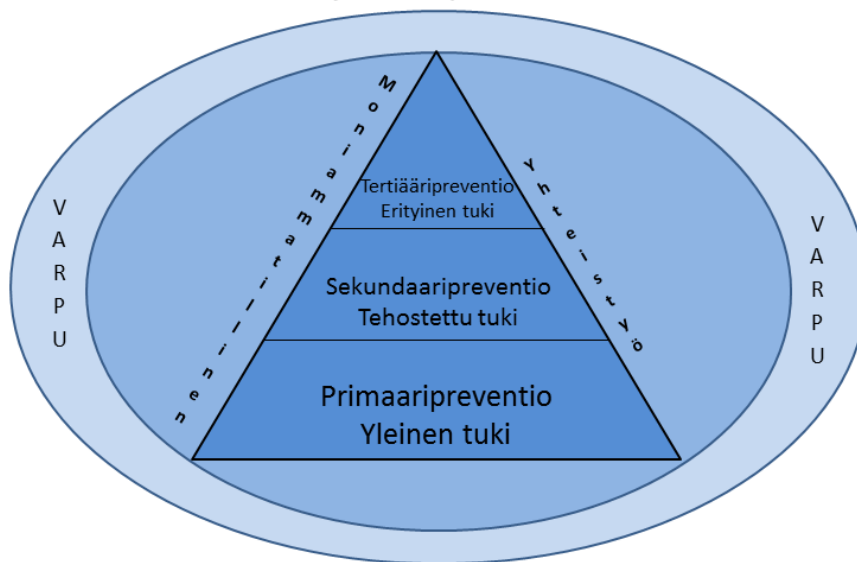 Moniammatillinen
Yhteistyö
VARPU
VARPU
Tertiääripreventio
Erityinen tuki
Sekundaaripreventio
Tehostettu tuki
Primaaripreventio
Yleinen tuki